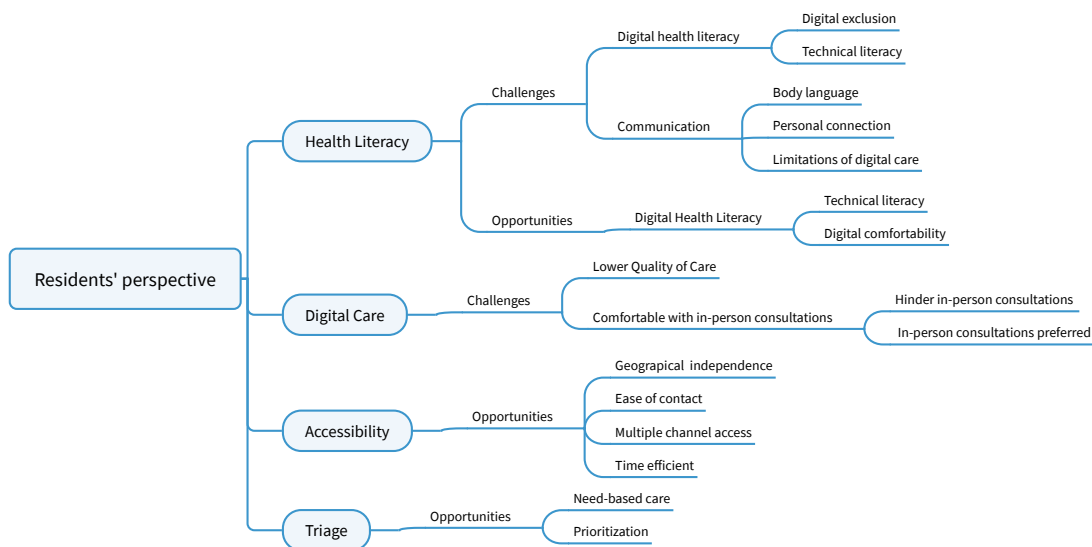 Residents' perspective
Health Literacy
Challenges
Digital health literacy
Digital exclusion
Technical literacy
Communication
Body language
Personal connection
Limitations of digital care
Opportunities
Digital Health Literacy
Technical literacy
Digital comfortability
Digital Care
Challenges
Lower Quality of Care
Comfortable with in-person consultations
Hinder in-person consultations
In-person consultations preferred
Accessibility
Opportunities
Geograpical independence
Ease of contact
Multiple channel access
Time efficient
Triage
Opportunities
Need-based care
Prioritization